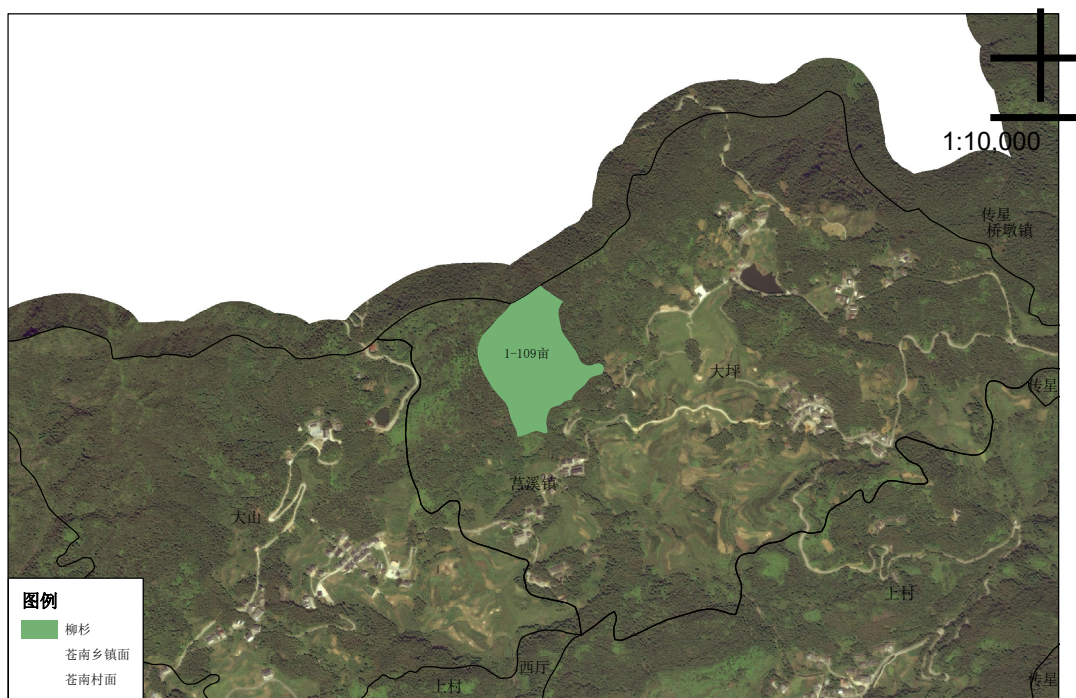 1:10,000
传星
桥墩镇
1-109亩
大坪
传星
莒溪镇
大山
上村
西厅
上村
传星
图例
柳杉
苍南乡镇面
苍南村面